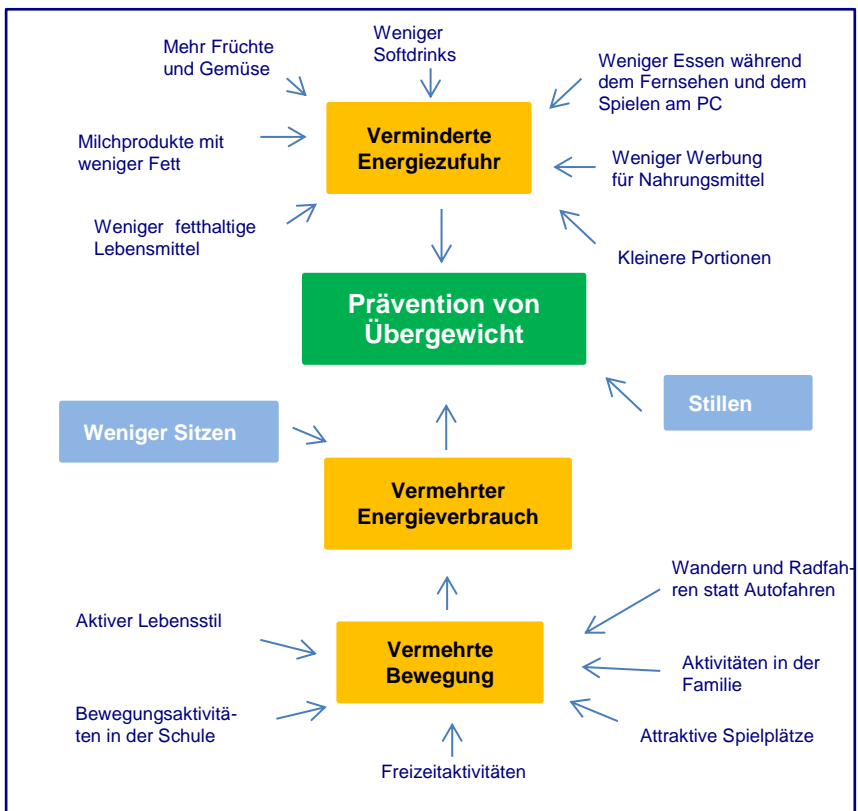 Mehr Früchte
und Gemüse
Weniger
Softdrinks
Weniger Essen während
dem Fernsehen und dem
Spielen am PC
Verminderte
Energiezufuhr
Milchprodukte mit
weniger Fett
Weniger Werbung
für Nahrungsmittel
Weniger fetthaltige
Lebensmittel
Kleinere Portionen
Prävention von
Übergewicht
Stillen
Weniger Sitzen
Vermehrter
Energieverbrauch
Wandern und Radfah-
ren statt Autofahren
Aktiver Lebensstil
Vermehrte
Bewegung
Aktivitäten in der
Familie
Bewegungsaktivitä-
ten in der Schule
Attraktive Spielplätze
Freizeitaktivitäten